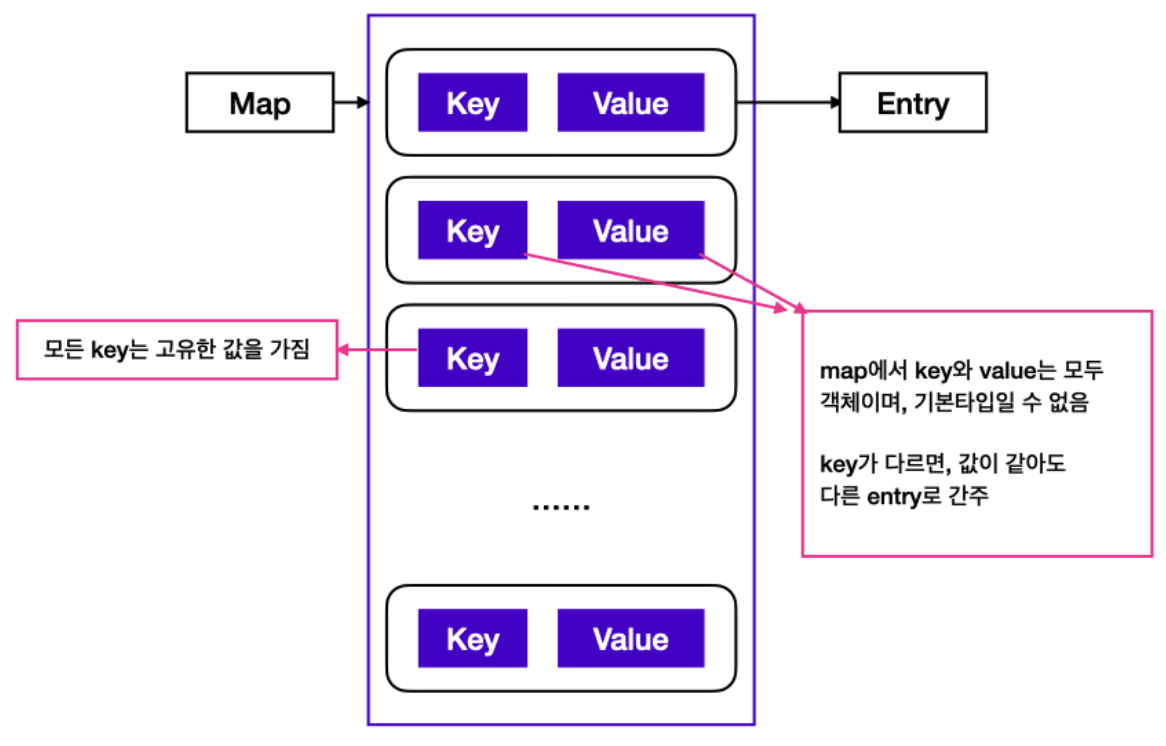 Map
Key
Value
Entry
Key
Value
모든 key는 고유한 값을 가짐
Key
Value
map에서 key와 value는 모두
객체이며, 기본타입일 수 없음
key가 다르면, 값이 같아도
다른 entry로 간주
......
Key
Value